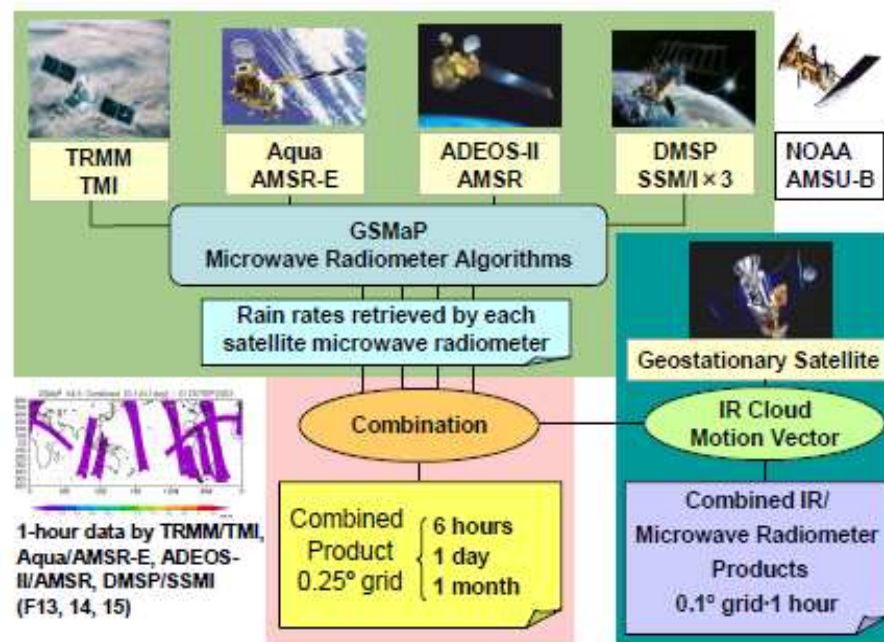 TRMM
TMI
Aqua
AMSR-E
ADEOS-II
AMSR
DMSP
SSM/I × 3
NOAA
AMSU-B
GSMaP
Microwave Radiometer Algorithms
Rain rates retrieved by each
satellite microwave radiometer
Geostationary Satellite
Combination
IR Cloud
Motion Vector
1-hour data by TRMM/TMI,
Aqua/AMSR-E, ADEOS-
II/AMSR, DMSP/SSMI
(F13, 14, 15)
Combined
Product
0.25º grid
6 hours
1 day
1 month
Combined IR/
Microwave Radiometer
Products
0.1º grid·1 hour